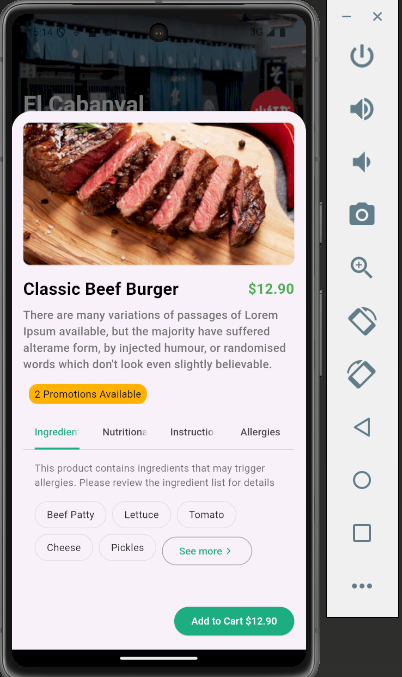 5:14
El Cabanyal
Classic Beef Burger
$12.90
There are many variations of passages of Lorem
Ipsum available, but the majority have suffered
alterame form, by injected humour, or randomised
words which don't look even slightly believable.
2 Promotions Available
Ingredien
Nutritiona
Instructio
Allergies
This product contains ingredients that may trigger
allergies. Please review the ingredient list for details
Beef Patty
Lettuce
Tomato
Cheese
Pickles
See more >
Add to Cart $12.90